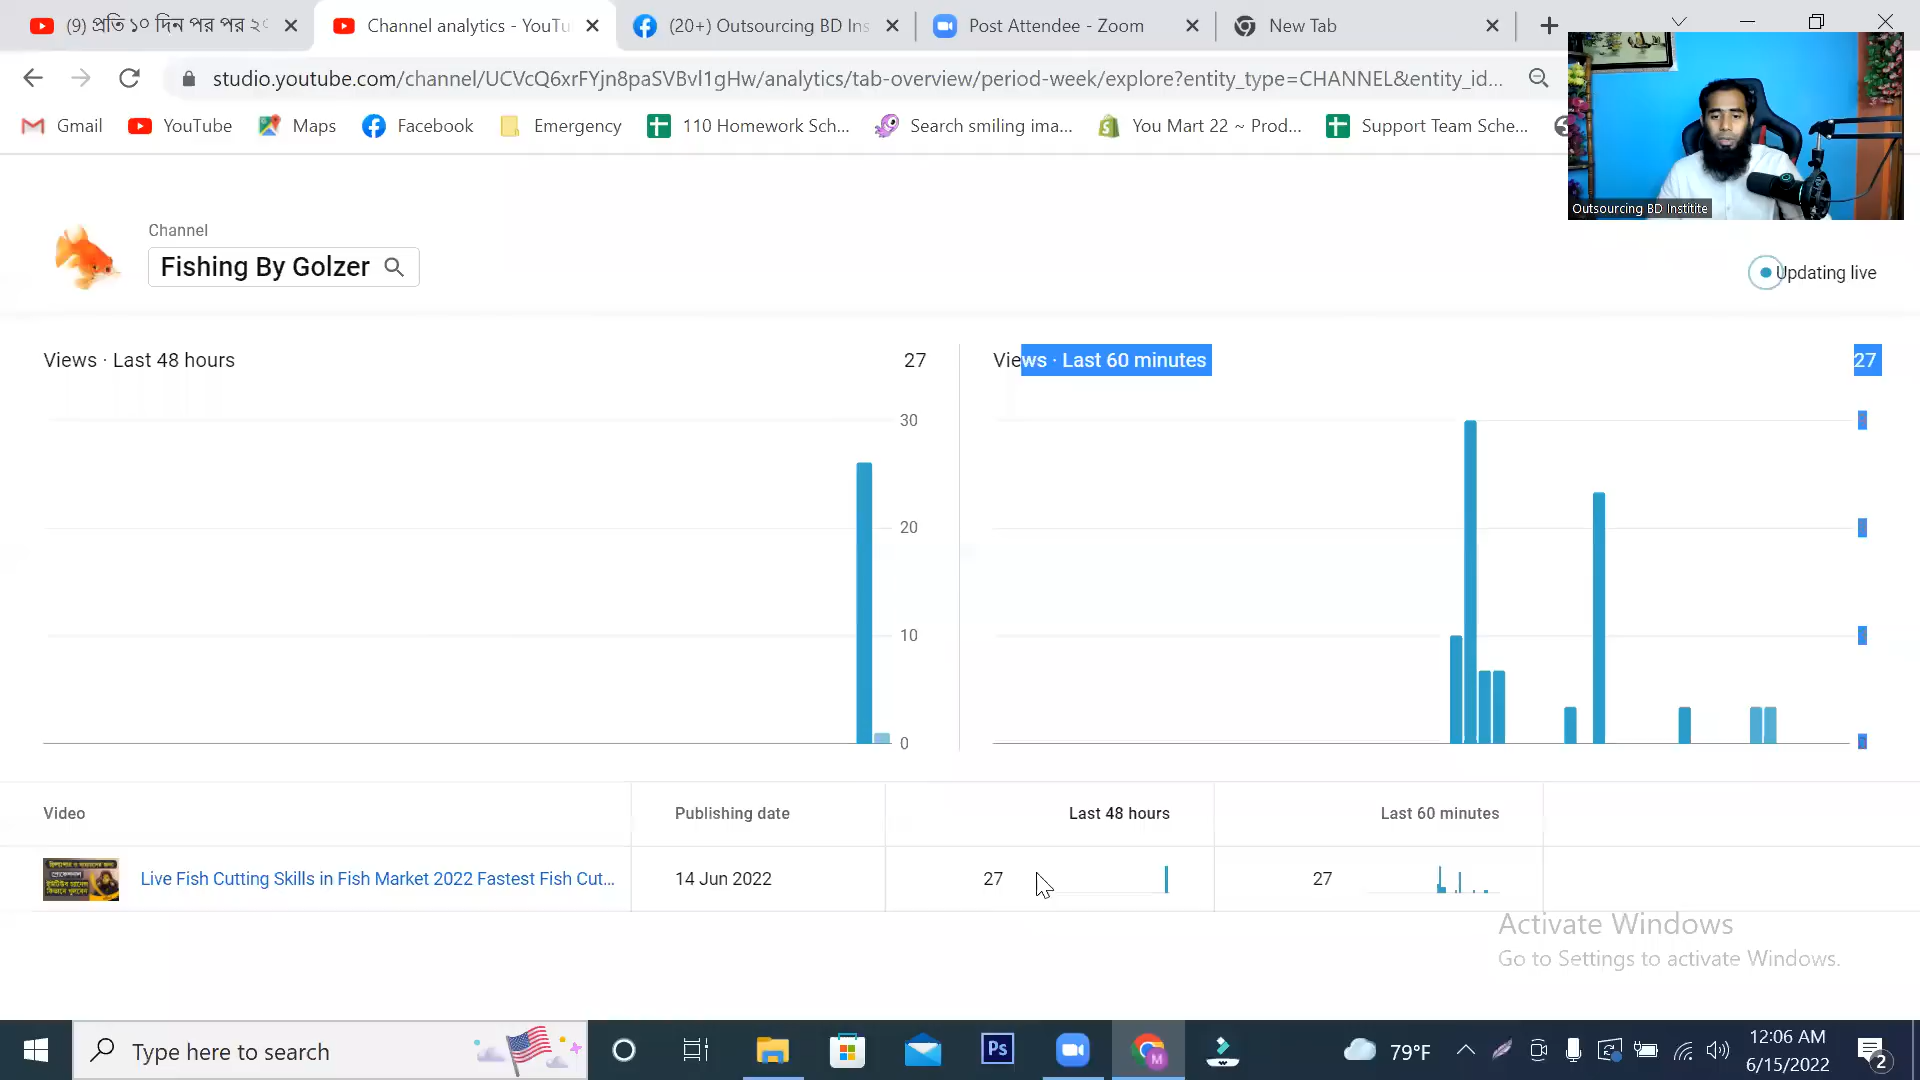 (9) প্রতি ১০ দিন পর পর ২
Channel analytics - YouTu
(20+) Outsourcing BD Ins
Post Attendee - Zoom
New Tab
studio.youtube.com/channel/UCVcQ6xrFYjn8paSVBvl1gHw/analytics/tab-overview/period-week/explore?entity_type=CHANNEL&entity_id...
Gmail
YouTube
Maps
Facebook
Emergency
110 Homework Sch...
Search smiling ima...
You Mart 22 ~ Prod...
Support Team Sche...
Outsourcing BD Institite
Channel
Fishing By Golzer
Updating live
Views · Last 48 hours
27
Views · Last 60 minutes
27
30
20
10
0
Video
Publishing date
Last 48 hours
Last 60 minutes
Live Fish Cutting Skills in Fish Market 2022 Fastest Fish Cut...
14 Jun 2022
27
27
Activate Windows
Go to Settings to activate Windows.
Type here to search
Ps
M
79°F
12:06 AM
6/15/2022
2